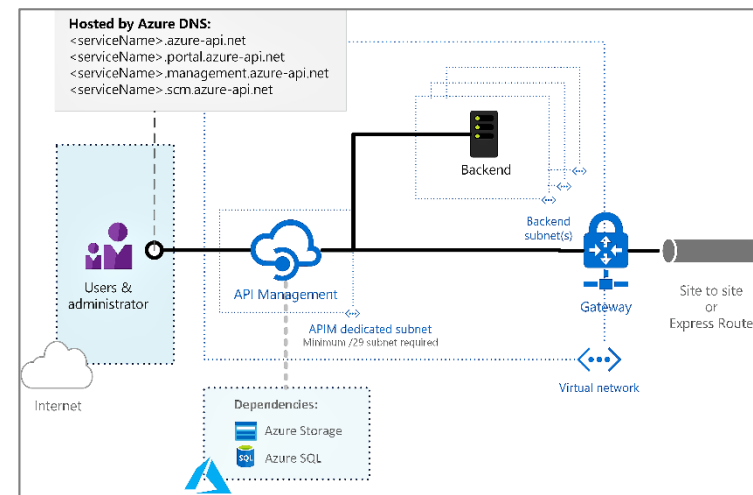 Hosted by Azure DNS:
<serviceName>.azure-api.net
<serviceName>.portal.azure-api.net
<serviceName>.management.azure-api.net
<serviceName>.scm.azure-api.net
Backend
Backend
subnet(s)
Users &
administrator
API Management
APIM dedicated subnet
Minimum /29 subnet required
Gateway
Site to site
or
Express Route
Virtual network
Internet
Dependencies:
Azure Storage
SQL
Azure SQL